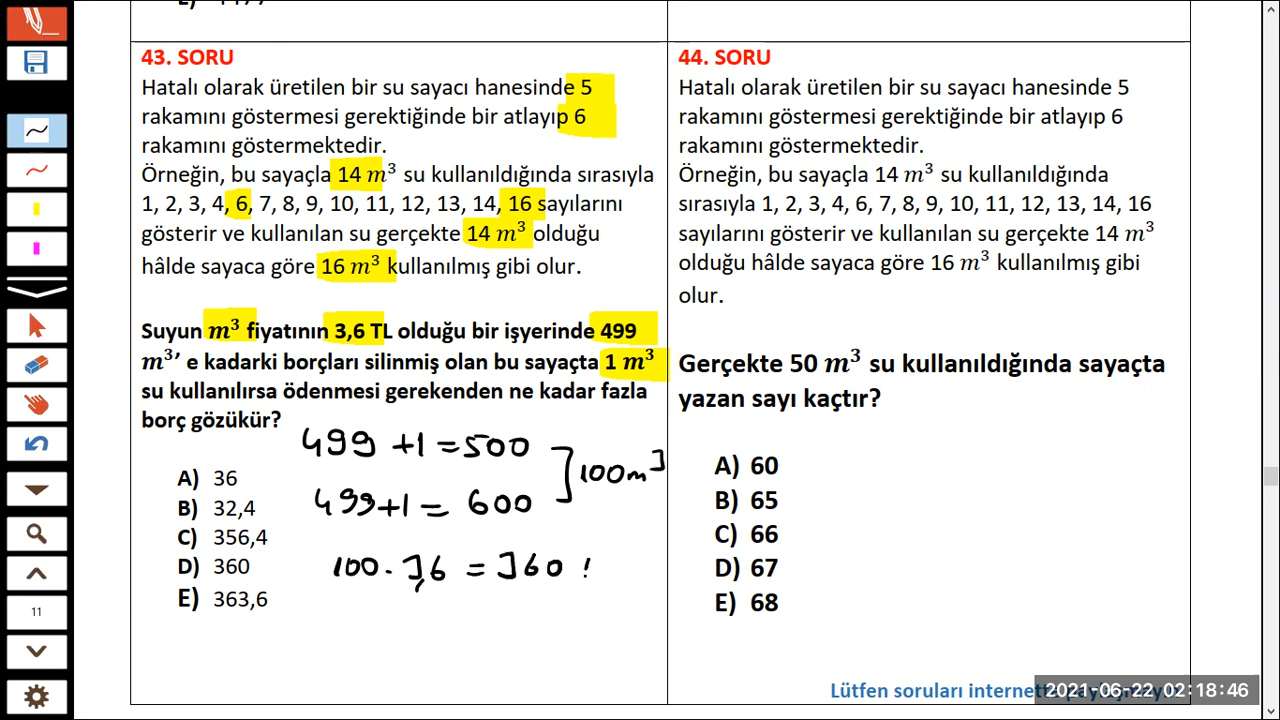 43. SORU
Hatalı olarak üretilen bir su sayacı hanesinde 5
rakamını göstermesi gerektiğinde bir atlayıp 6
rakamını göstermektedir.
Örneğin, bu sayaçla 14 m³ su kullanıldığında sırasıyla
1, 2, 3, 4, 6, 7, 8, 9, 10, 11, 12, 13, 14, 16 sayılarını
gösterir ve kullanılan su gerçekte 14 m³ olduğu
hâlde sayaca göre 16 m³ kullanılmış gibi olur.
Suyun m³ fiyatının 3,6 TL olduğu bir işyerinde 499
m³’ e kadarki borçları silinmiş olan bu sayaçta 1 m³
su kullanılırsa ödenmesi gerekenden ne kadar fazla
borç gözükür?
499 +1 = 500
499+1 = 600
100m³
100 · 3,6 = 360 !
A) 36
B) 32,4
C) 356,4
D) 360
E) 363,6
44. SORU
Hatalı olarak üretilen bir su sayacı hanesinde 5
rakamını göstermesi gerektiğinde bir atlayıp 6
rakamını göstermektedir.
Örneğin, bu sayaçla 14 m³ su kullanıldığında
sırasıyla 1, 2, 3, 4, 6, 7, 8, 9, 10, 11, 12, 13, 14, 16
sayılarını gösterir ve kullanılan su gerçekte 14 m³
olduğu hâlde sayaca göre 16 m³ kullanılmış gibi
olur.
Gerçekte 50 m³ su kullanıldığında sayaçta
yazan sayı kaçtır?
A) 60
B) 65
C) 66
D) 67
E) 68
11
Lütfen soruları internette
2021-06-22 02:18:46